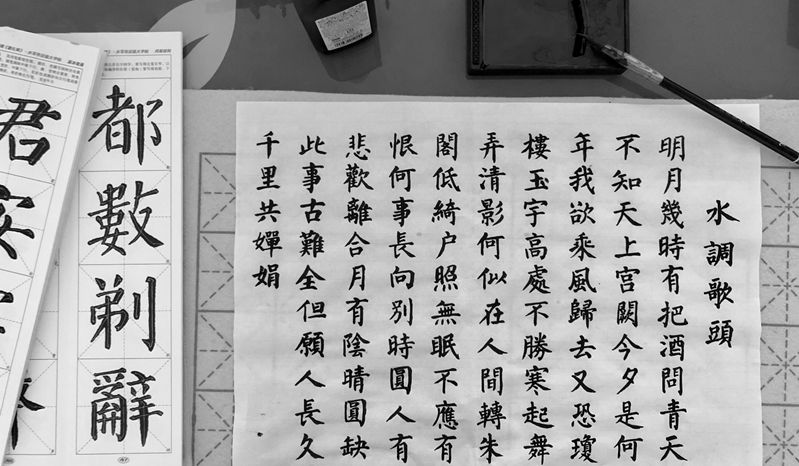 水調歌頭
明月幾時有把酒問青天
不知天上宮闕今夕是何
年我欲乘風歸去又恐瓊
樓玉宇高處不勝寒起舞
弄清影何似在人間轉朱
閣低綺户照無眠不應有
恨何事長向別時圓人有
悲歡離合月有陰晴圓缺
此事古難全但願人長久
千里共嬋娟
都數剃辭
君安